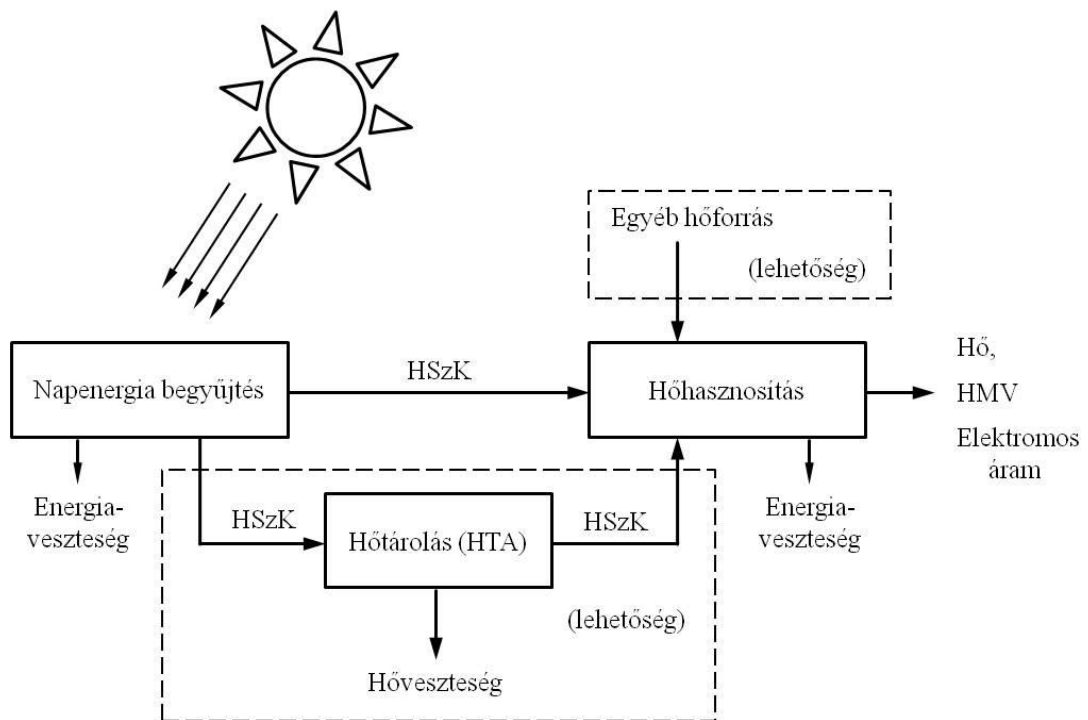 Egyéb hőforrás
(lehetőség)
Napenergia begyűjtés
HSzK
Hőhasznosítás
Hő,
HMV
Elektromos
áram
Energia-
veszteség
HSzK
Hőtárolás (HTA)
HSzK
Energia-
veszteség
(lehetőség)
Hőveszteség